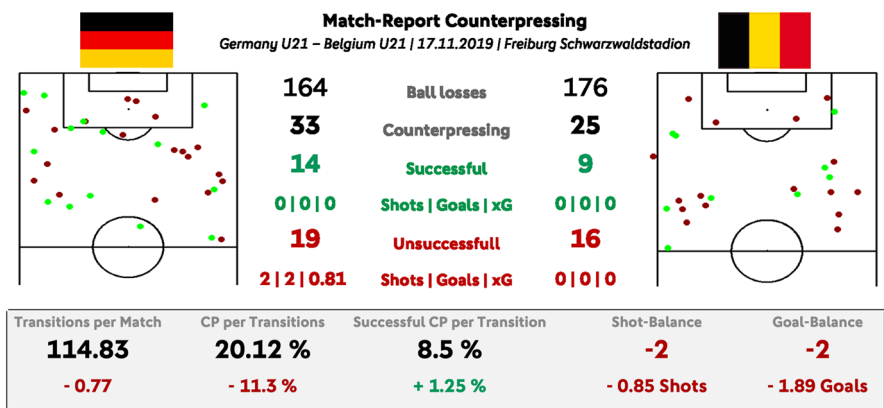 Match-Report Counterpressing
Germany U21 – Belgium U21 | 17.11.2019 | Freiburg Schwarzwaldstadion
164 Ball losses 176
33 Counterpressing 25
14 Successful 9
0 | 0 | 0 Shots | Goals | xG 0 | 0 | 0
19 Unsuccessfull 16
2 | 2 | 0.81 Shots | Goals | xG 0 | 0 | 0
Transitions per Match CP per Transitions Successful CP per Transition Shot-Balance Goal-Balance
114.83 20.12 % 8.5 % -2 -2
- 0.77 - 11.3 % + 1.25 % - 0.85 Shots - 1.89 Goals